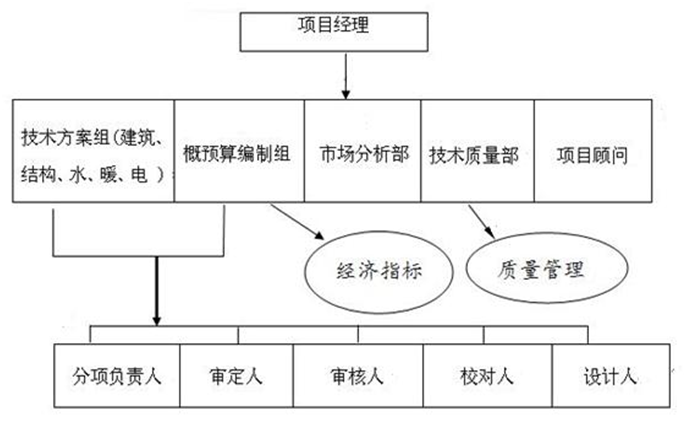 项目经理
技术方案组(建筑、
结构、水、暖、电 )
概预算编制组
市场分析部
技术质量部
项目顾问
经济指标
质量管理
分项负责人
审定人
审核人
校对人
设计人